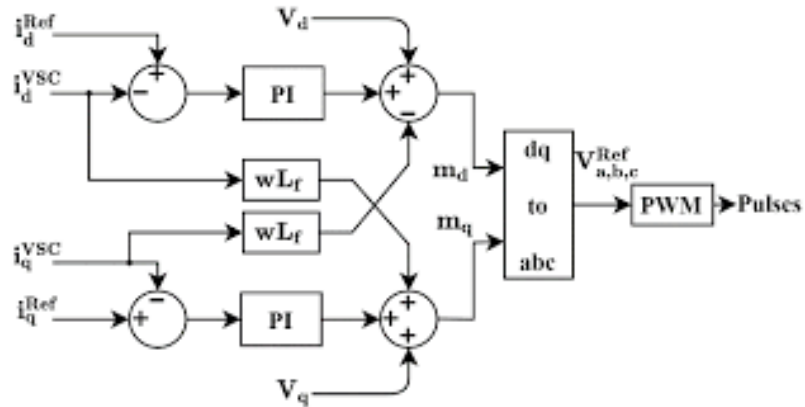 i_d^Ref
V_d
i_d^VSC
+
−
PI
+
+
−
dq
to
abc
V_a,b,c^Ref
wL_f
m_d
PWM
Pulses
wL_f
m_q
i_q^VSC
−
+
i_q^Ref
+
PI
+
+
V_q